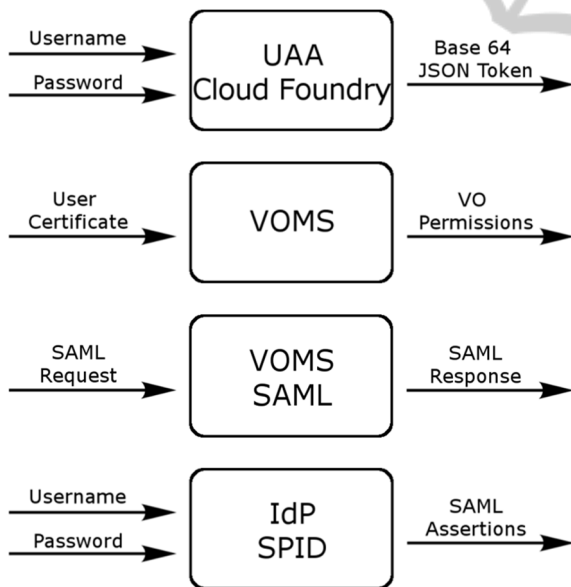 Username
Password
UAA
Cloud Foundry
Base 64
JSON Token
User
Certificate
VOMS
VO
Permissions
SAML
Request
VOMS
SAML
SAML
Response
Username
Password
IdP
SPID
SAML
Assertions